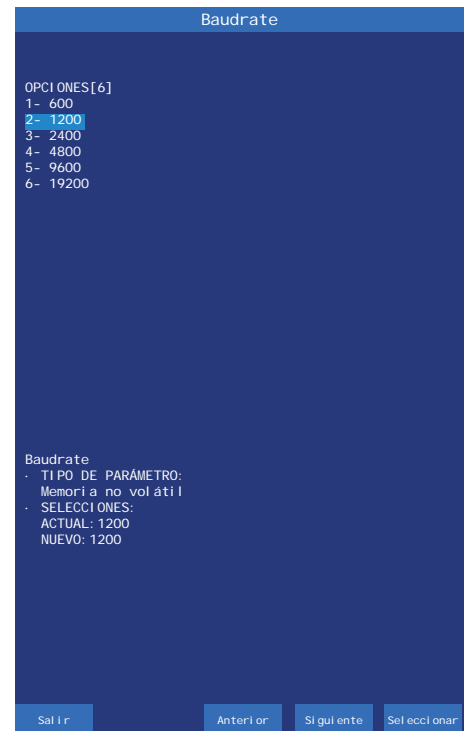 Baudrate
OPCIONES[6]
1- 600
2- 1200
3- 2400
4- 4800
5- 9600
6- 19200
Baudrate
· TIPO DE PARÁMETRO:
Memoria no volátil
· SELECCIONES:
ACTUAL:1200
NUEVO:1200
Salir Anterior Siguiente Seleccionar